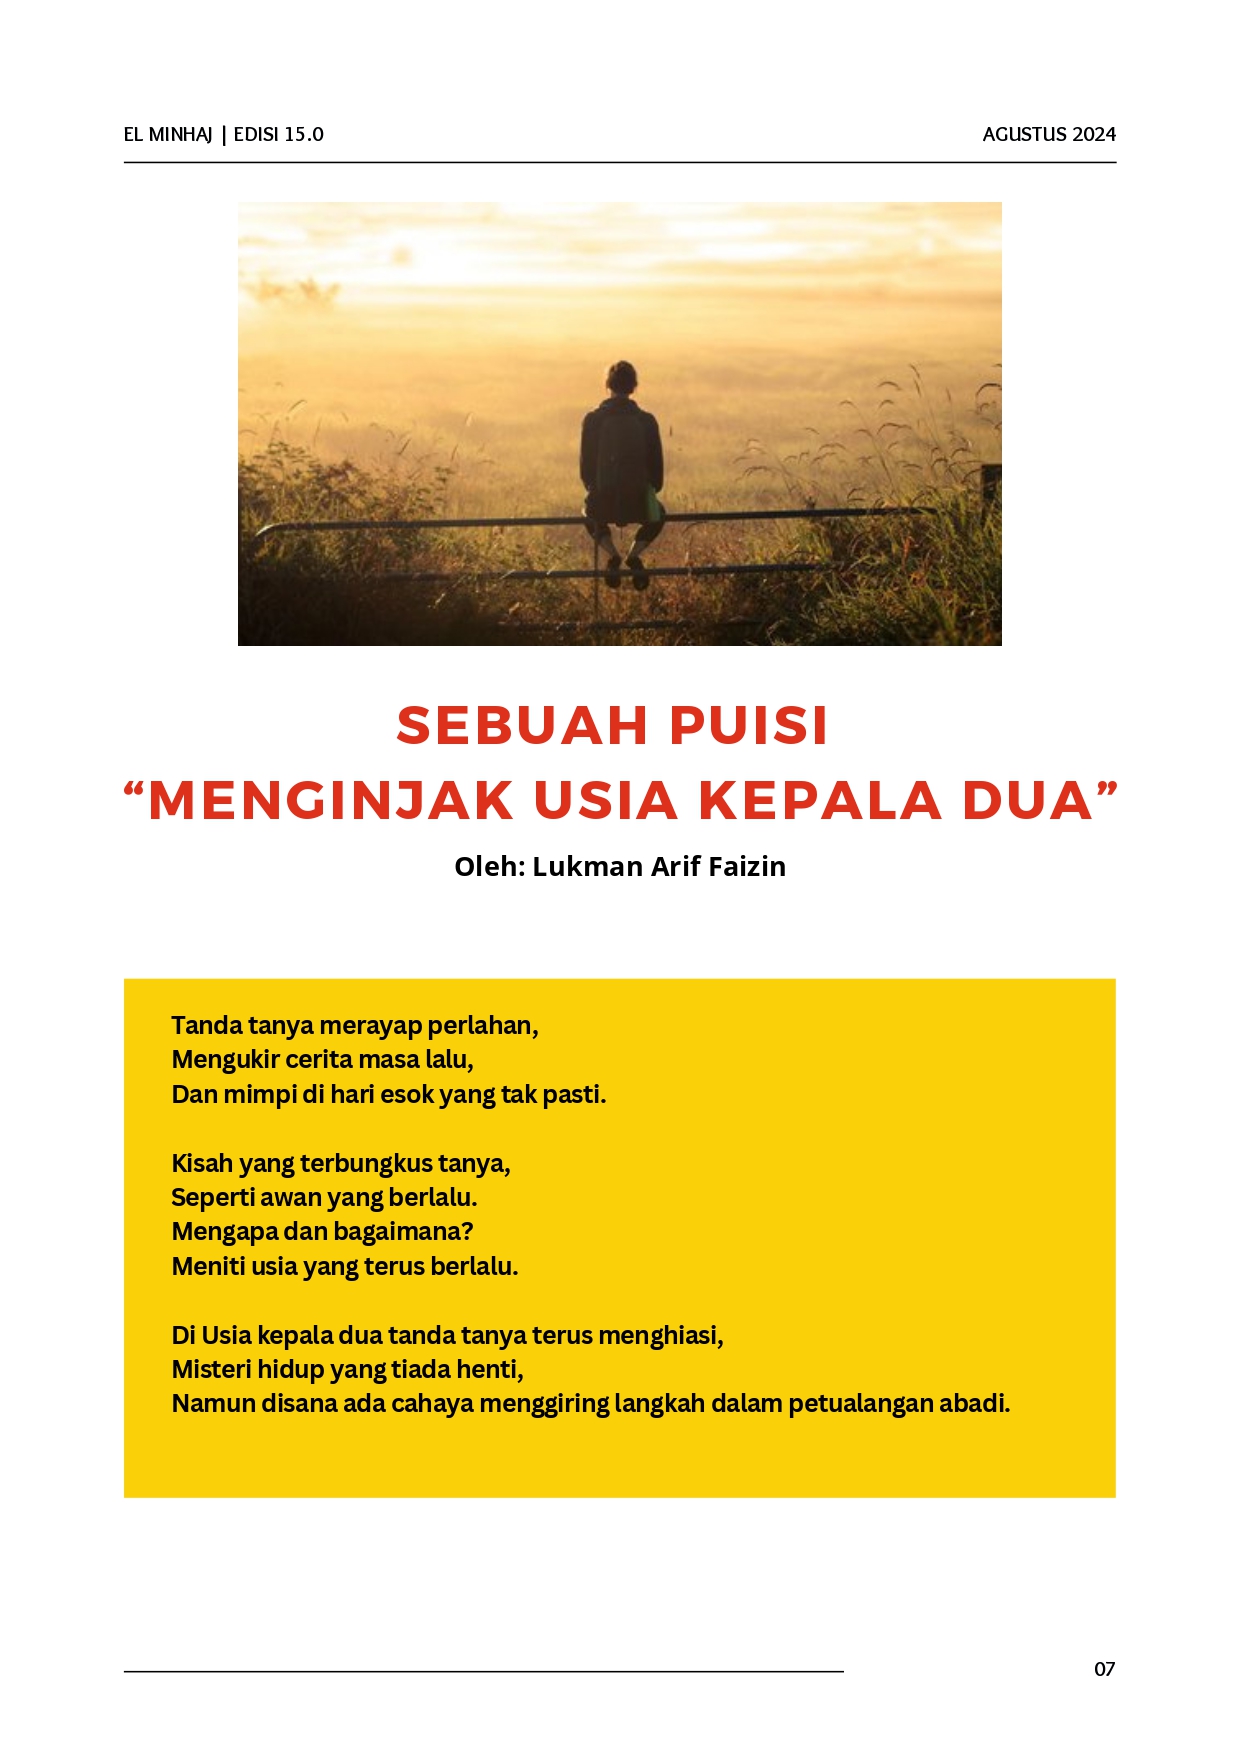 EL MINHAJ | EDISI 15.0
AGUSTUS 2024
SEBUAH PUISI
“MENGINJAK USIA KEPALA DUA”
Oleh: Lukman Arif Faizin
Tanda tanya merayap perlahan,
Mengukir cerita masa lalu,
Dan mimpi di hari esok yang tak pasti.
Kisah yang terbungkus tanya,
Seperti awan yang berlalu.
Mengapa dan bagaimana?
Meniti usia yang terus berlalu.
Di Usia kepala dua tanda tanya terus menghiasi,
Misteri hidup yang tiada henti,
Namun disana ada cahaya menggiring langkah dalam petualangan abadi.
07